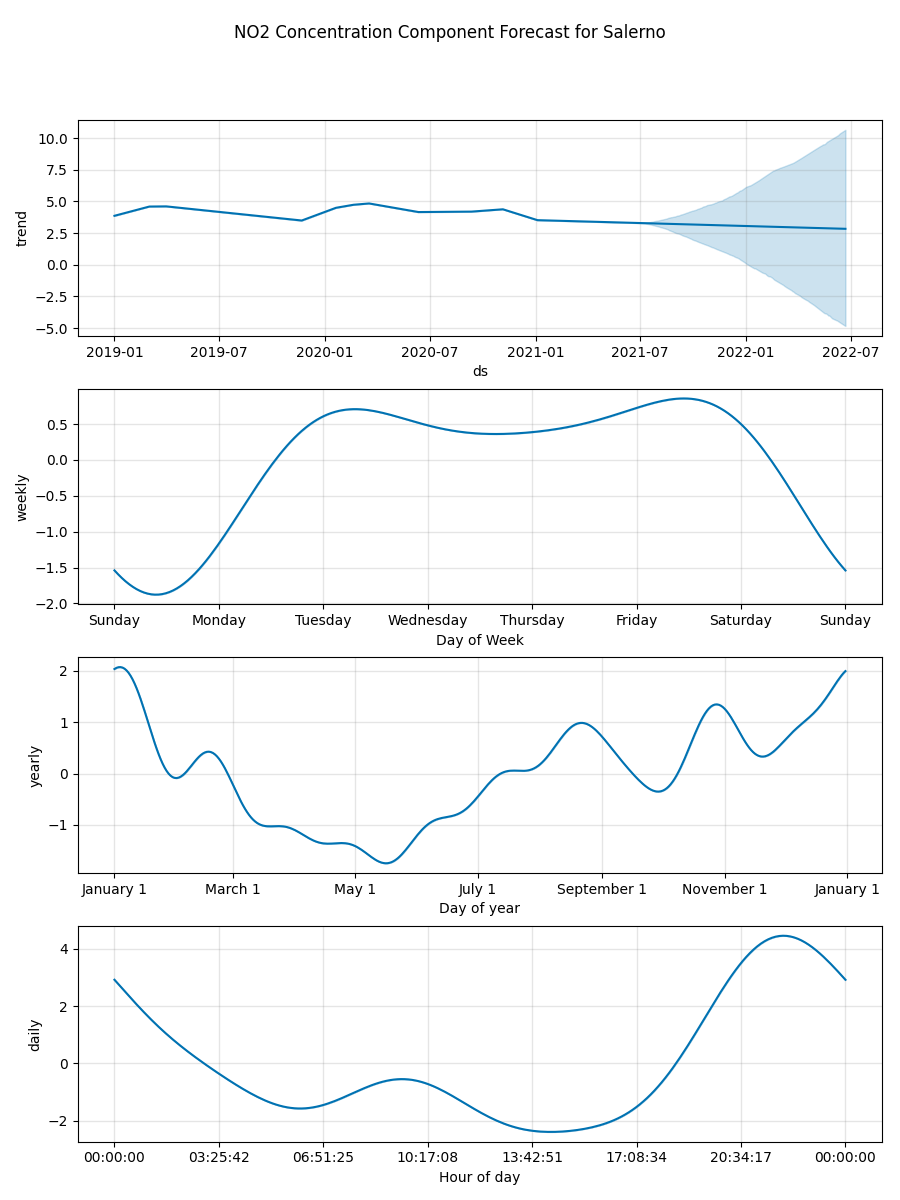 NO2 Concentration Component Forecast for Salerno
10.0
7.5
5.0
2.5
0.0
−2.5
−5.0
trend
2019-01 2019-07 2020-01 2020-07 2021-01 2021-07 2022-01 2022-07
ds
0.5
0.0
−0.5
−1.0
−1.5
−2.0
weekly
Sunday Monday Tuesday Wednesday Thursday Friday Saturday Sunday
Day of Week
2
1
0
−1
yearly
January 1 March 1 May 1 July 1 September 1 November 1 January 1
Day of year
4
2
0
−2
daily
00:00:00 03:25:42 06:51:25 10:17:08 13:42:51 17:08:34 20:34:17 00:00:00
Hour of day